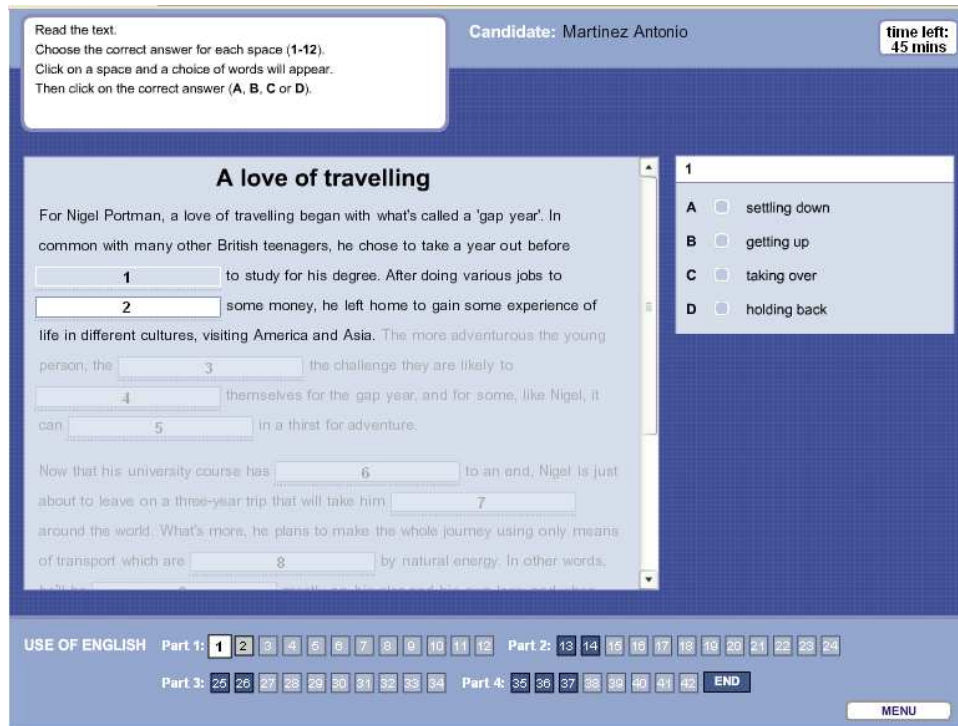 Read the text.
Choose the correct answer for each space (1-12).
Click on a space and a choice of words will appear.
Then click on the correct answer (A, B, C or D).
Candidate: Martinez Antonio
time left:
45 mins
A love of travelling
For Nigel Portman, a love of travelling began with what's called a 'gap year'. In
common with many other British teenagers, he chose to take a year out before
1 to study for his degree. After doing various jobs to
2 some money, he left home to gain some experience of
life in different cultures, visiting America and Asia. The more adventurous the young
person, the 3 the challenge they are likely to
4 themselves for the gap year, and for some, like Nigel, it
can 5 in a thirst for adventure.
Now that his university course has 6 to an end, Nigel is just
about to leave on a three-year trip that will take him 7
around the world. What's more, he plans to make the whole journey using only means
of transport which are 8 by natural energy. In other words,
1
A settling down
B getting up
C taking over
D holding back
USE OF ENGLISH Part 1: 1 2 3 4 5 6 7 8 9 10 11 12 Part 2: 13 14 15 16 17 18 19 20 21 22 23 24
Part 3: 25 26 27 28 29 30 31 32 33 34 Part 4: 35 36 37 38 39 40 41 42 END
MENU